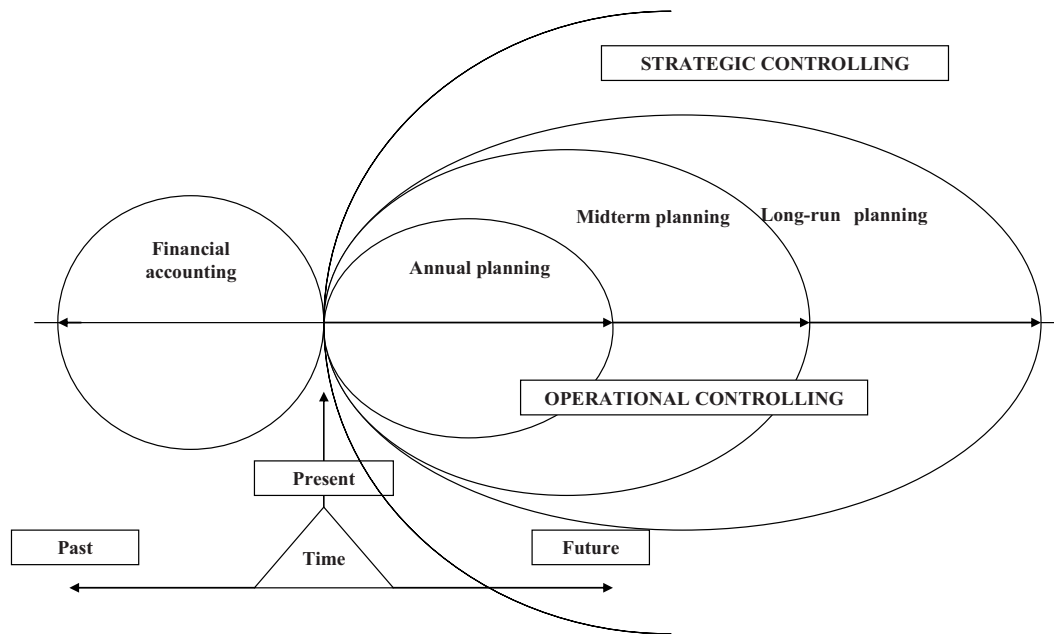 STRATEGIC CONTROLLING
Midterm planning
Long-run planning
Financial
accounting
Annual planning
OPERATIONAL CONTROLLING
Present
Past
Time
Future